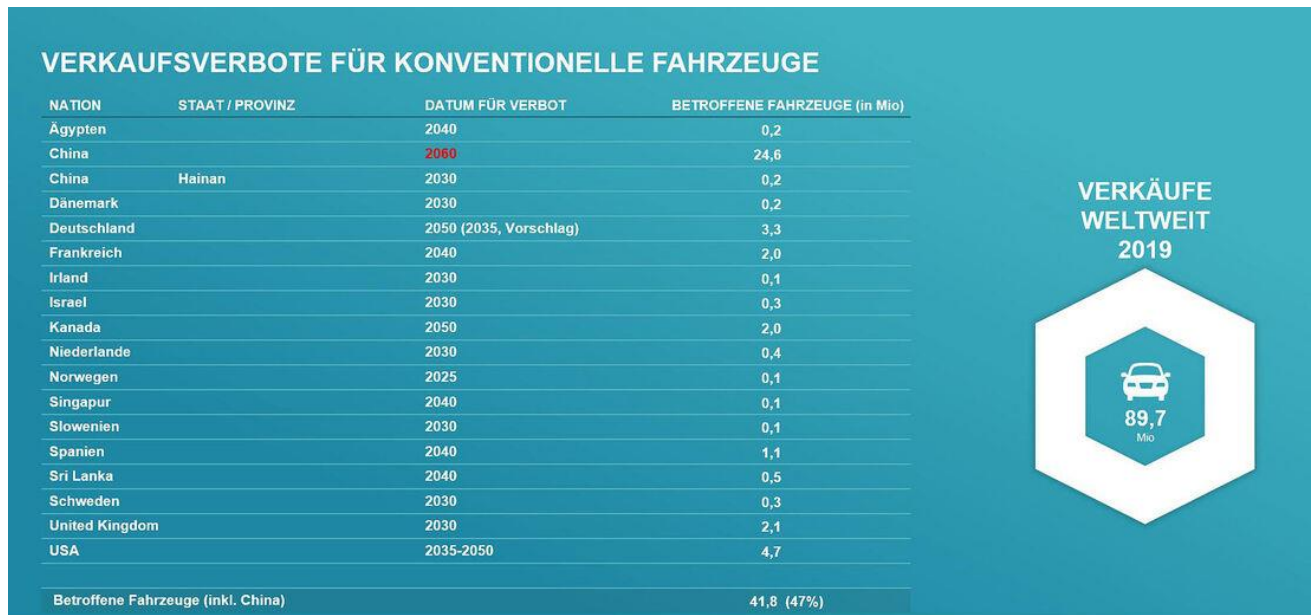 VERKAUFSVERBOTE FÜR KONVENTIONELLE FAHRZEUGE
NATION STAAT / PROVINZ DATUM FÜR VERBOT BETROFFENE FAHRZEUGE (in Mio)
Ägypten 2040 0,2
China 2060 24,6
China Hainan 2030 0,2
Dänemark 2030 0,2
Deutschland 2050 (2035, Vorschlag) 3,3
Frankreich 2040 2,0
Irland 2030 0,1
Israel 2030 0,3
Kanada 2050 2,0
Niederlande 2030 0,4
Norwegen 2025 0,1
Singapur 2040 0,1
Slowenien 2030 0,1
Spanien 2040 1,1
Sri Lanka 2040 0,5
Schweden 2030 0,3
United Kingdom 2030 2,1
USA 2035-2050 4,7
Betroffene Fahrzeuge (inkl. China) 41,8 (47%)
VERKÄUFE
WELTWEIT
2019
89,7
Mio